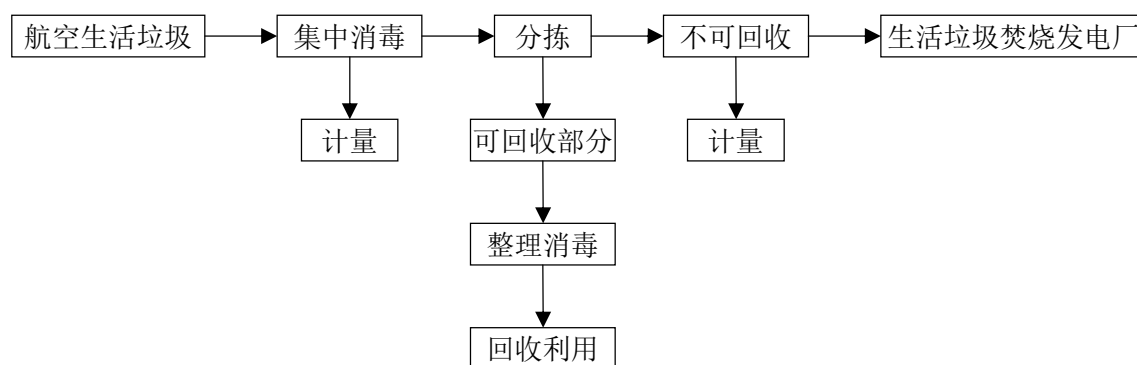 航空生活垃圾
集中消毒
分拣
不可回收
生活垃圾焚烧发电厂
计量
可回收部分
计量
整理消毒
回收利用